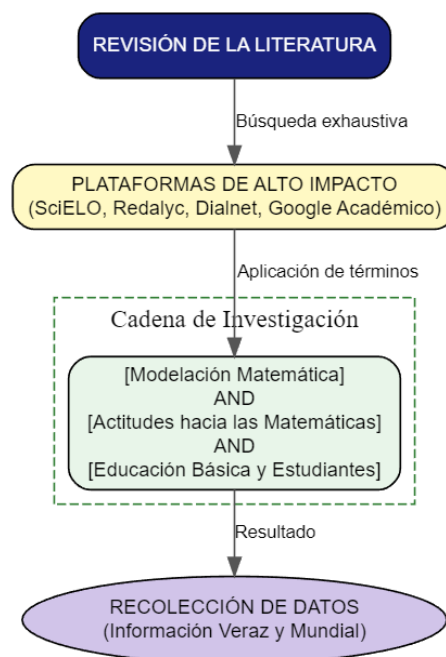 REVISIÓN DE LA LITERATURA
Búsqueda exhaustiva
PLATAFORMAS DE ALTO IMPACTO
(SciELO, Redalyc, Dialnet, Google Académico)
Aplicación de términos
Cadena de Investigación
[Modelación Matemática]
AND
[Actitudes hacia las Matemáticas]
AND
[Educación Básica y Estudiantes]
Resultado
RECOLECCIÓN DE DATOS
(Información Veraz y Mundial)